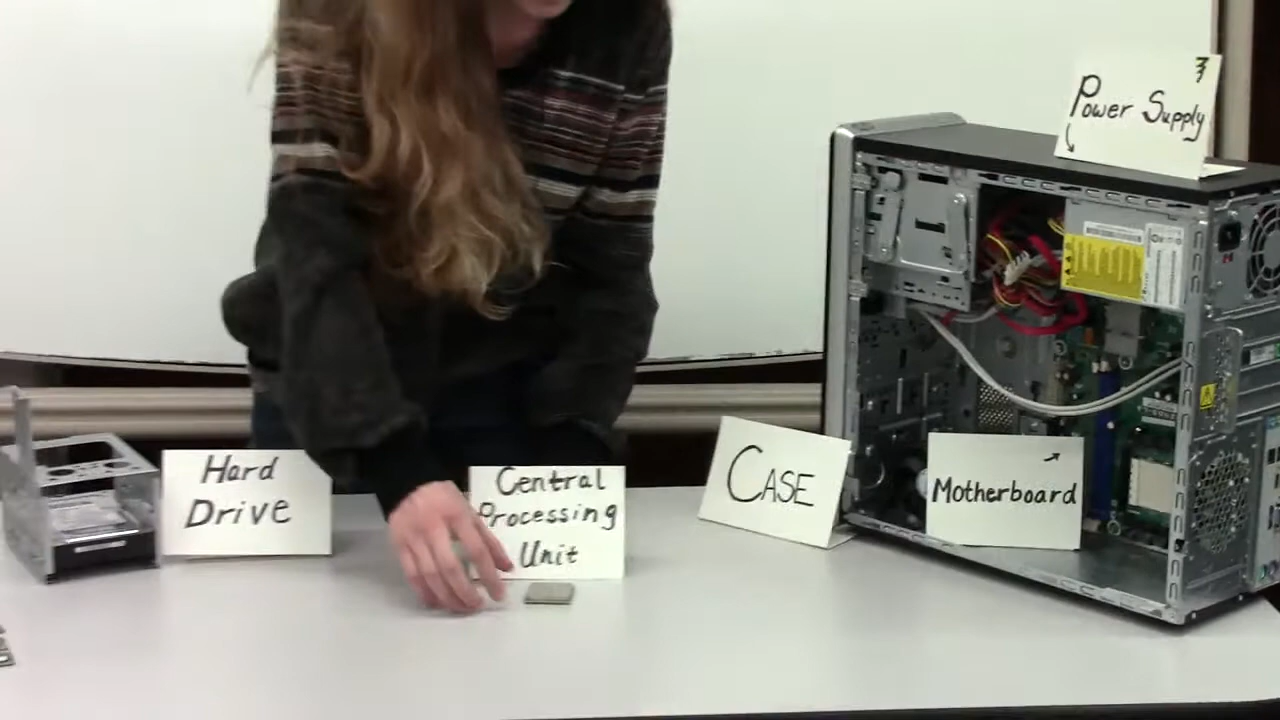 Power Supply
Hard
Drive
Central
Processing
Unit
CASE
Motherboard